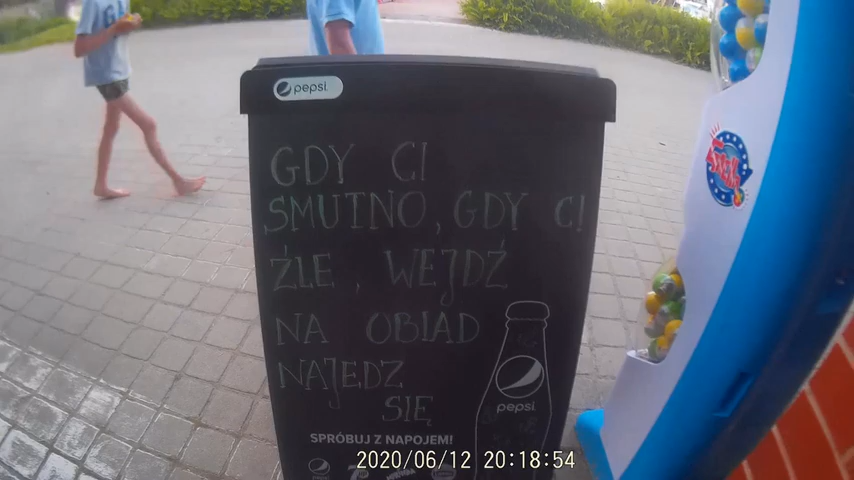 pepsi.
GDY CI
SMUTNO, GDY CI
ŹLE, WEJDŹ
NA OBIAD
NAJEDZ
SIĘ
pepsi.
SPRÓBUJ Z NAPOJEM!
2020/06/12 20:18:54